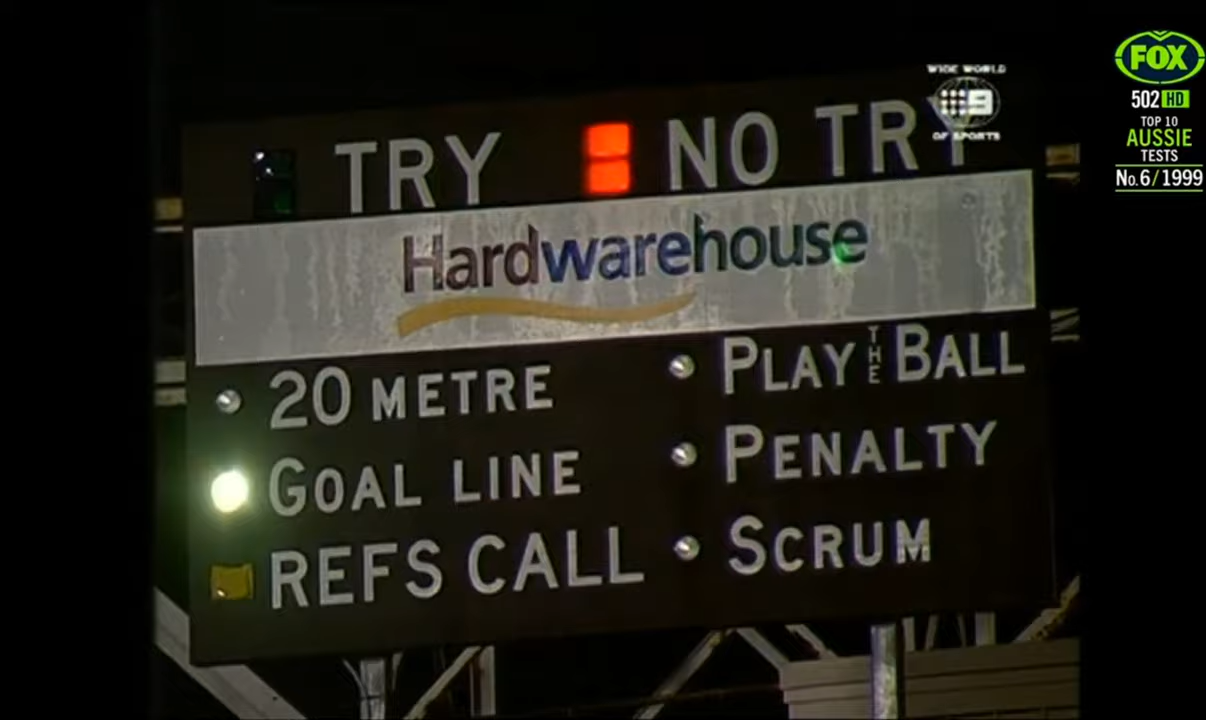 WIDE WORLD
9
OF SPORTS
FOX
502 HD
TOP 10
AUSSIE
TESTS
No.6/1999
TRY
NO TRY
Hardwarehouse
20 METRE
PLAY THE BALL
GOAL LINE
PENALTY
REFS CALL
SCRUM